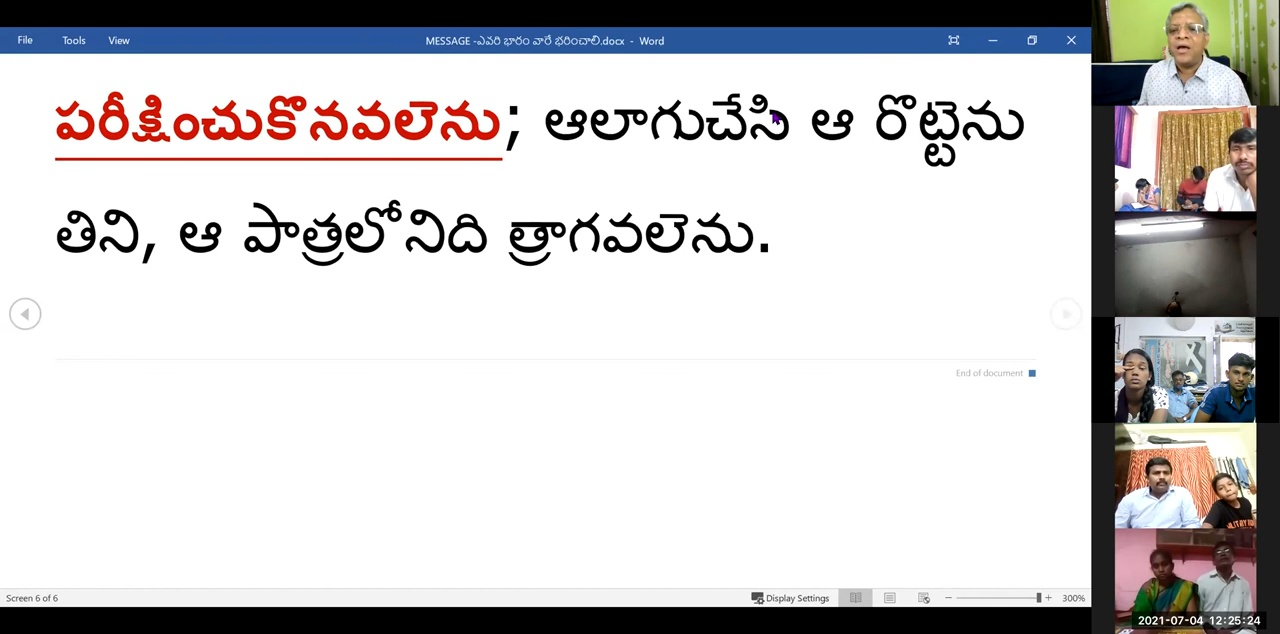 File Tools View MESSAGE -ఎవరి భారం వారే భరించాలి.docx - Word
పరీక్షించుకొనవలెను; ఆలాగుచేసి ఆ రొట్టెను
తిని, ఆ పాత్రలోనిది త్రాగవలెను.
End of document
Screen 6 of 6 Display Settings 300%
2021-07-04 12:25:24